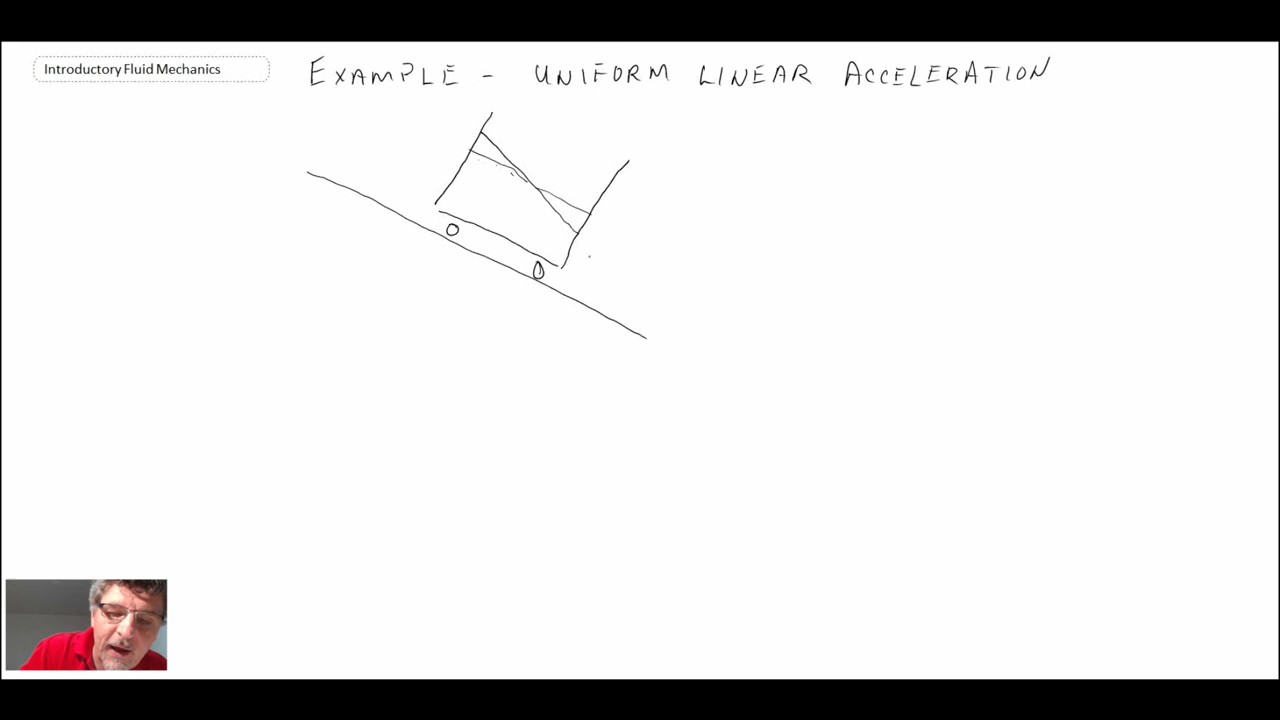 Introductory Fluid Mechanics
EXAMPLE - UNIFORM LINEAR ACCELERATION